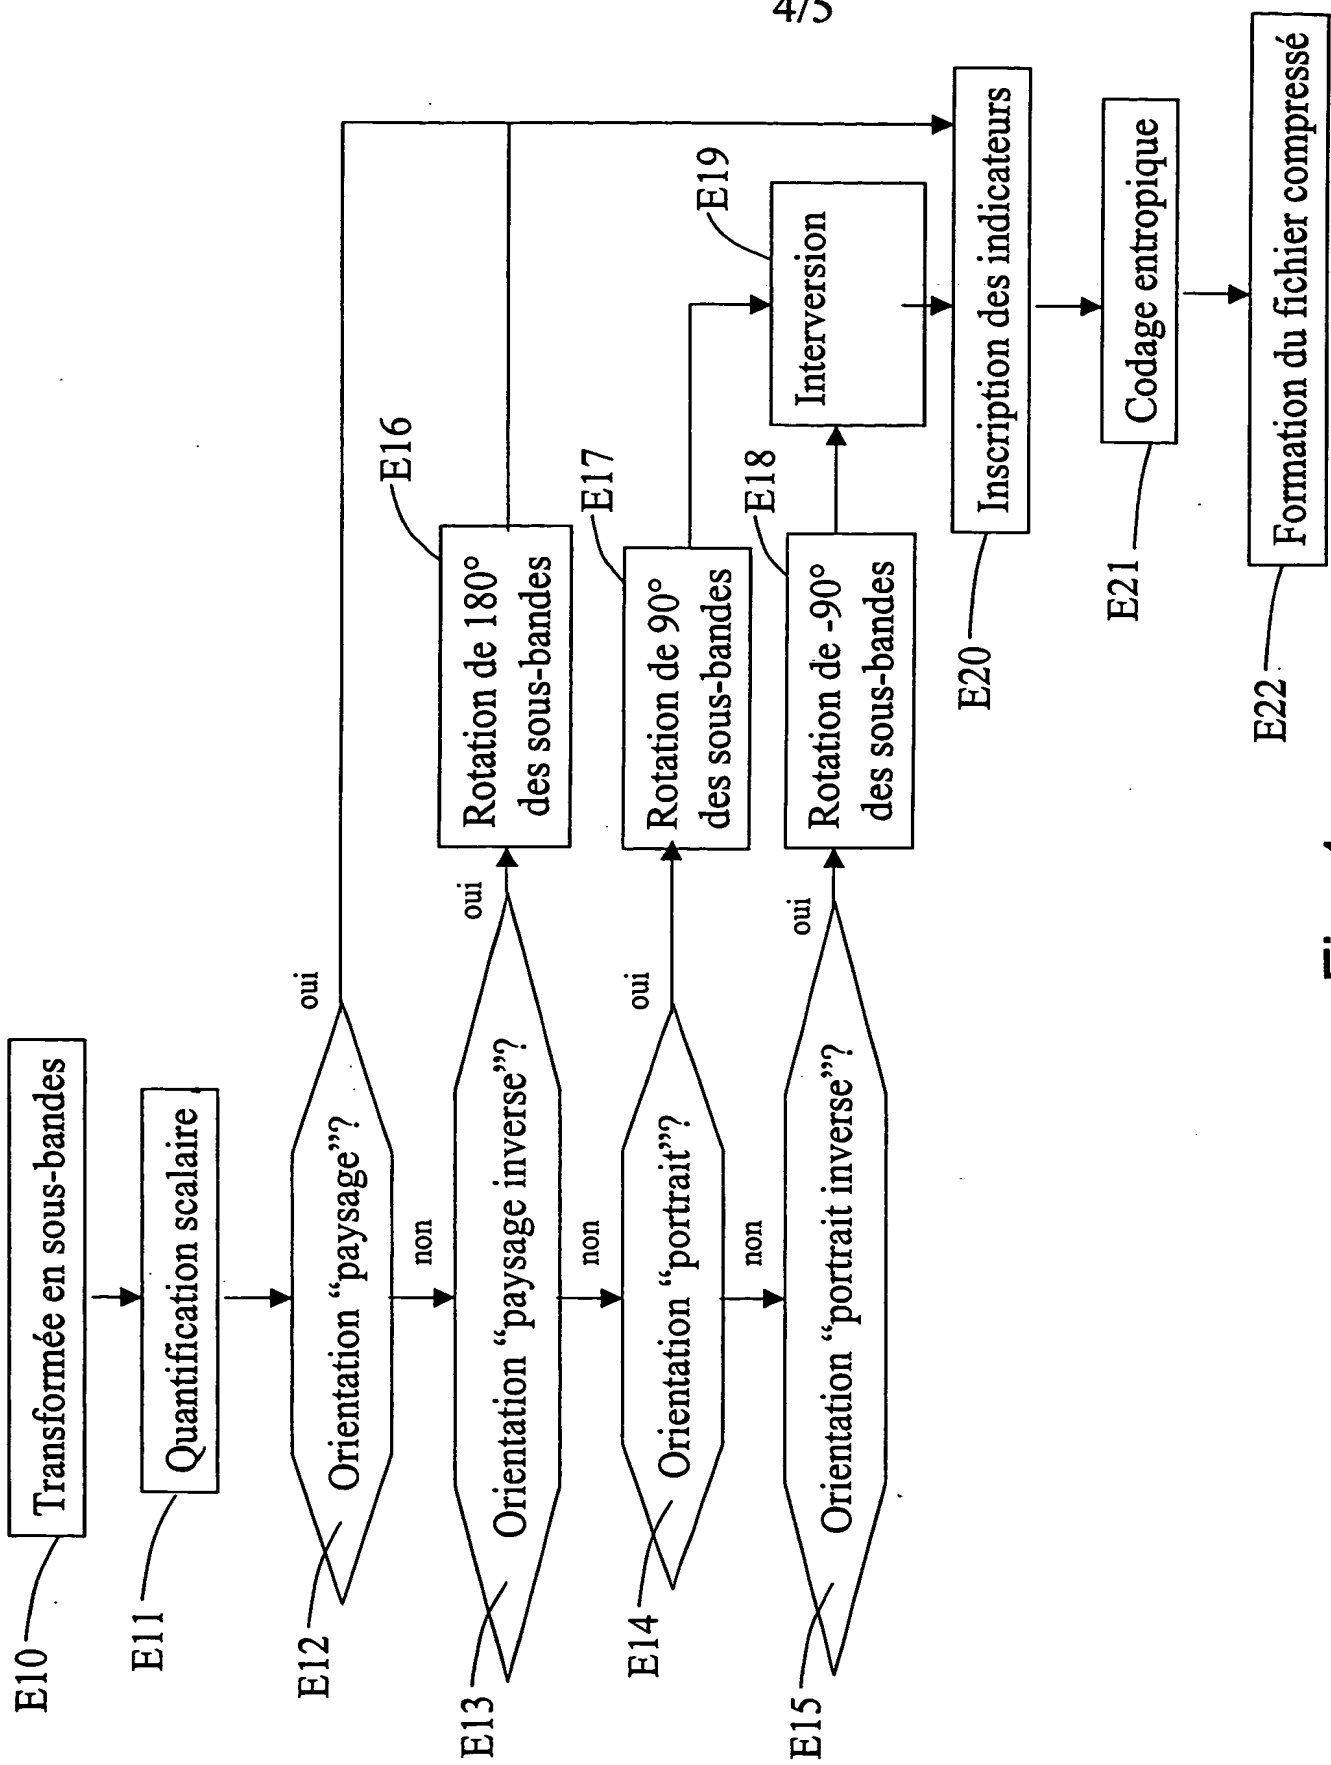 4/5
E10
Transformée en sous-bandes
E11
Quantification scalaire
E12
Orientation “paysage”?
oui
non
E13
Orientation “paysage inverse”?
oui
non
E16
Rotation de 180°
des sous-bandes
E14
Orientation “portrait”?
oui
non
E17
Rotation de 90°
des sous-bandes
E15
Orientation “portrait inverse”?
oui
E18
Rotation de -90°
des sous-bandes
E19
Interversion
E20
Inscription des indicateurs
E21
Codage entropique
E22
Formation du fichier compressé